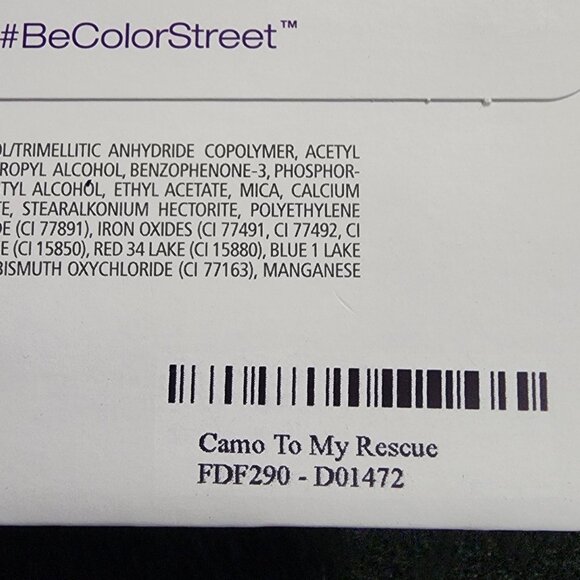 #BeColorStreet™
OL/TRIMELLITIC ANHYDRIDE COPOLYMER, ACETYL
ROPYL ALCOHOL, BENZOPHENONE-3, PHOSPHOR-
TYL ALCOHOL, ETHYL ACETATE, MICA, CALCIUM
TE, STEARALKONIUM HECTORITE, POLYETHYLENE
DE (CI 77891), IRON OXIDES (CI 77491, CI 77492, CI
E (CI 15850), RED 34 LAKE (CI 15880), BLUE 1 LAKE
BISMUTH OXYCHLORIDE (CI 77163), MANGANESE
Camo To My Rescue
FDF290 - D01472